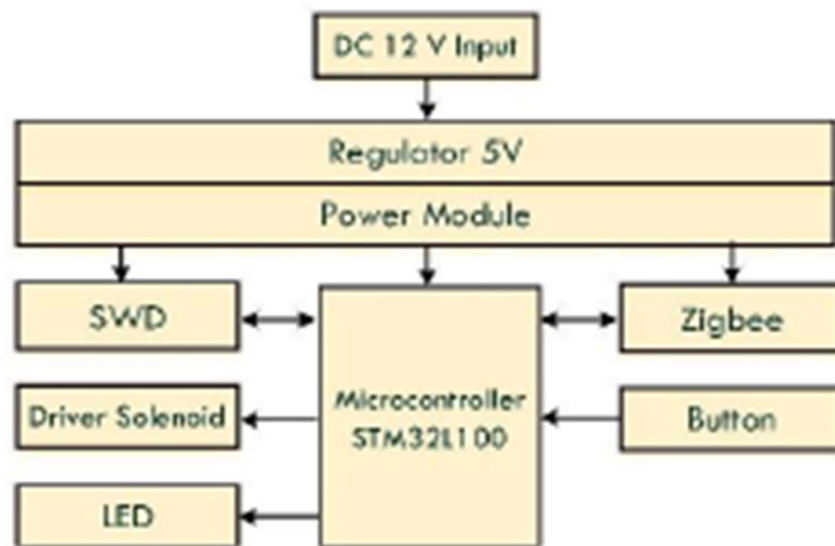 DC 12 V Input
Regulator 5V
Power Module
SWD
Zigbee
Microcontroller
STM32L100
Driver Solenoid
Button
LED